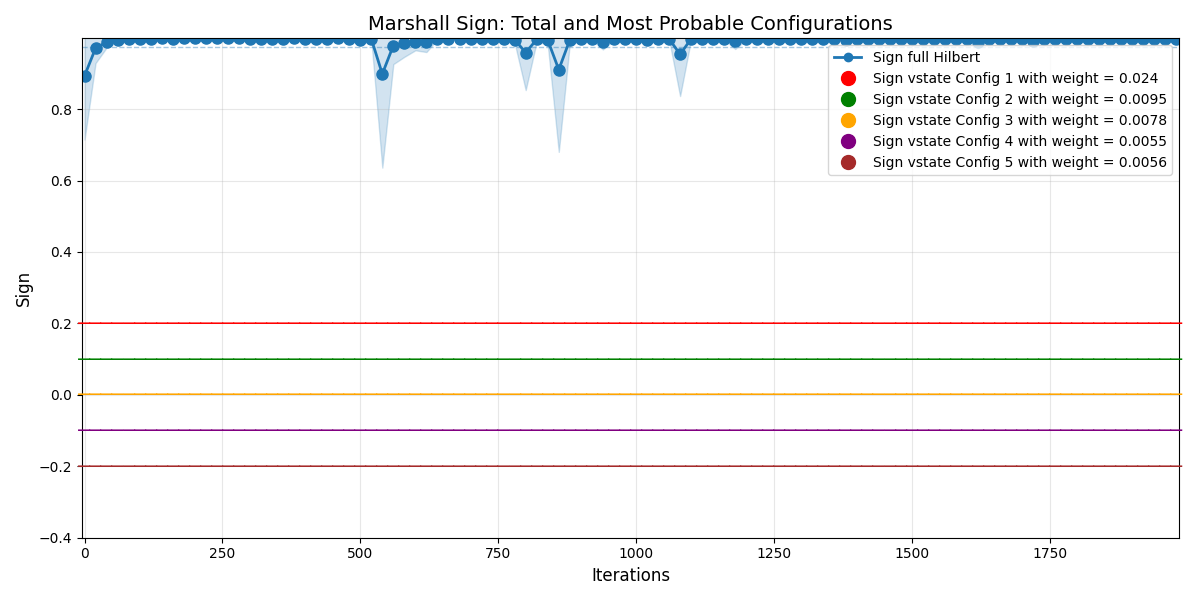 Marshall Sign: Total and Most Probable Configurations
Sign full Hilbert
Sign vstate Config 1 with weight = 0.024
Sign vstate Config 2 with weight = 0.0095
Sign vstate Config 3 with weight = 0.0078
Sign vstate Config 4 with weight = 0.0055
Sign vstate Config 5 with weight = 0.0056
Sign
0.8
0.6
0.4
0.2
0.0
−0.2
−0.4
0 250 500 750 1000 1250 1500 1750
Iterations